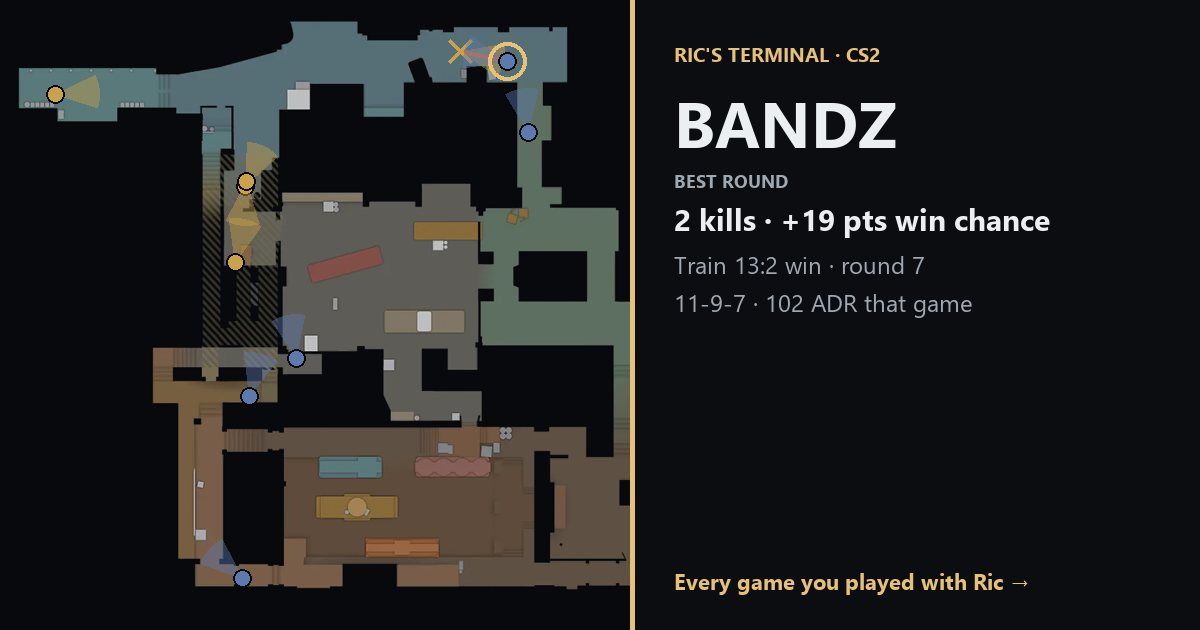 RIC'S TERMINAL · CS2
BANDZ
BEST ROUND
2 kills · +19 pts win chance
Train 13:2 win · round 7
11-9-7 · 102 ADR that game
Every game you played with Ric →